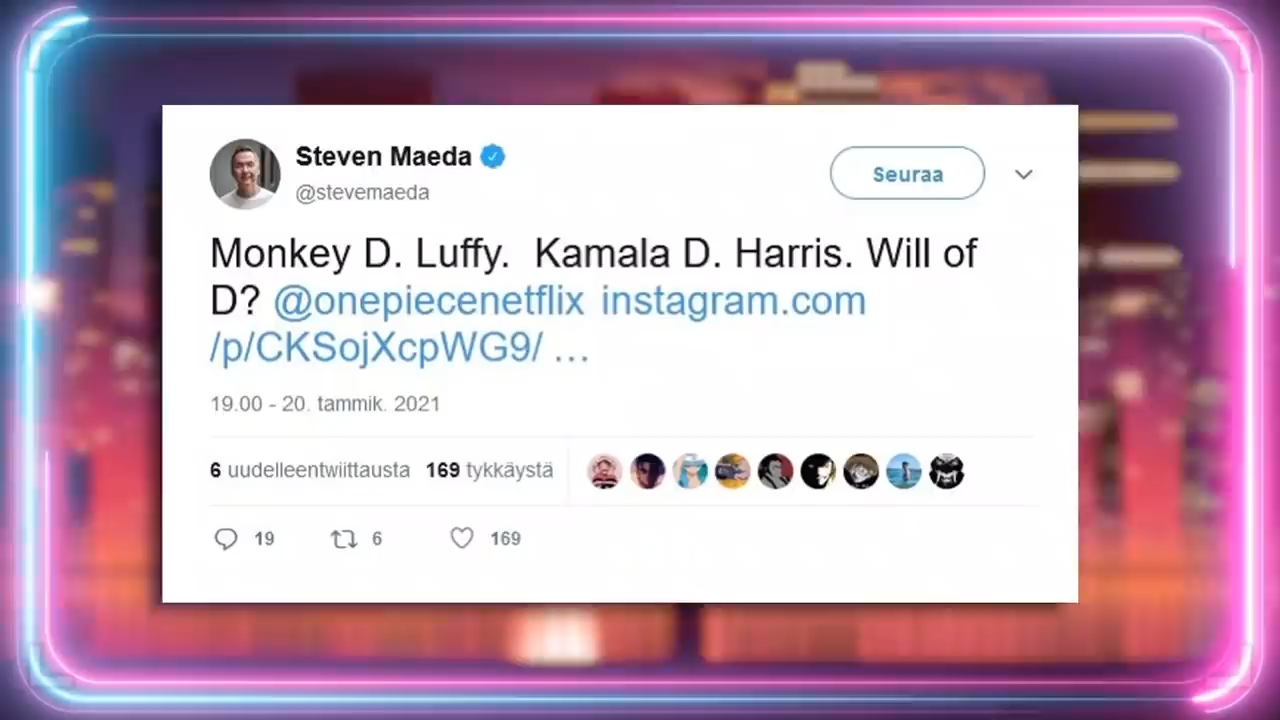 Steven Maeda
@stevemaeda
Seuraa
Monkey D. Luffy.  Kamala D. Harris. Will of
D? @onepiecenetflix instagram.com
/p/CKSojXcpWG9/ …
19.00 - 20. tammik. 2021
6 uudelleentwiittausta 169 tykkäystä
19 6 169